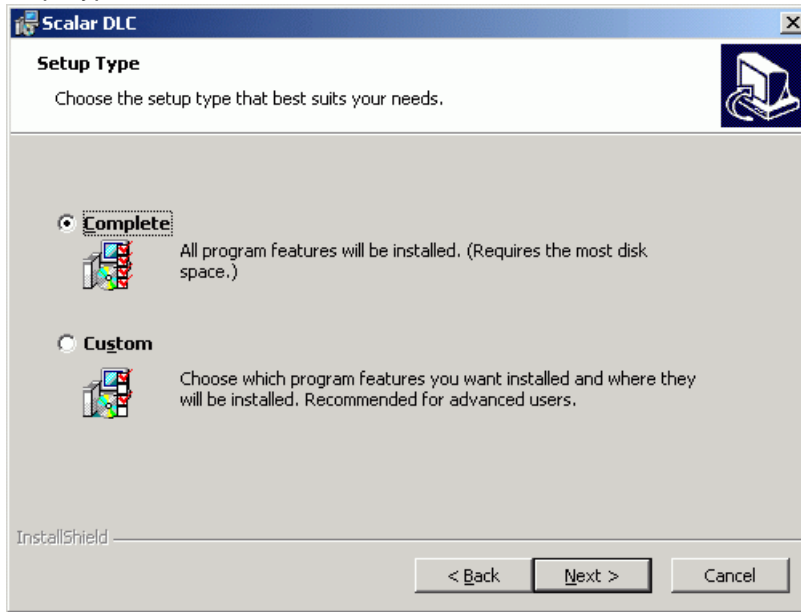 Scalar DLC
Setup Type
Choose the setup type that best suits your needs.
Complete
All program features will be installed. (Requires the most disk
space.)
Custom
Choose which program features you want installed and where they
will be installed. Recommended for advanced users.
InstallShield
< Back Next > Cancel